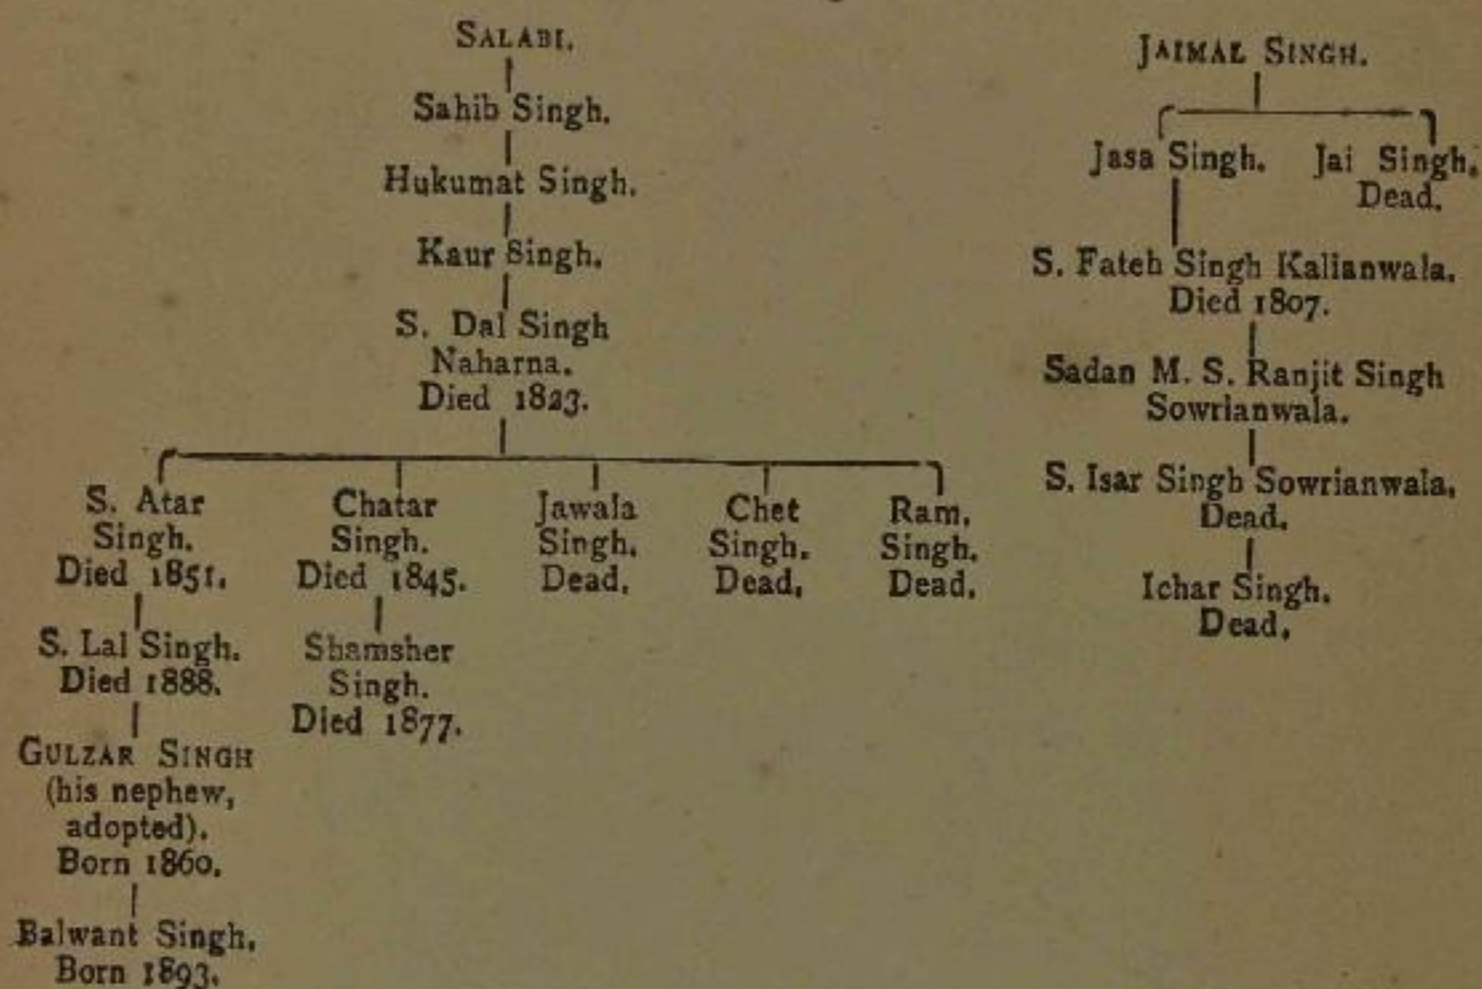 SALABI.
Sahib Singh.
Hukumat Singh.
Kaur Singh.
S. Dal Singh
Naharna.
Died 1823.
S. Atar
Singh.
Died 1851.
Chatar
Singh.
Died 1845.
Jawala
Singh.
Dead.
Chet
Singh.
Dead.
Ram.
Singh.
Dead.
S. Lal Singh.
Died 1888.
Shamsher
Singh.
Died 1877.
GULZAR SINGH
(his nephew,
adopted).
Born 1860.
Balwant Singh.
Born 1893.
JAIMAL SINGH.
Jasa Singh.
Jai Singh.
Dead.
S. Fateh Singh Kalianwala.
Died 1807.
Sadan M. S. Ranjit Singh
Sowrianwala.
S. Isar Singh Sowrianwala.
Dead.
Ichar Singh.
Dead.